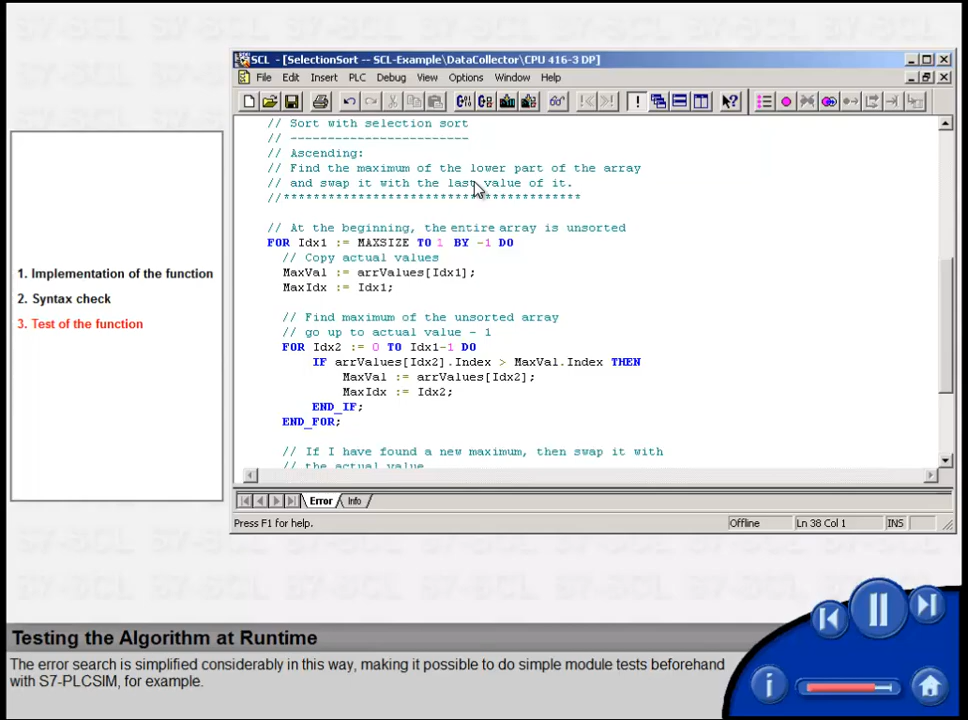 SCL - [SelectionSort -- SCL-Example\DataCollector\CPU 416-3 DP]
File Edit Insert PLC Debug View Options Window Help
// Sort with selection sort
// ------------------------
// Ascending:
// Find the maximum of the lower part of the array
// and swap it with the last value of it.
//****************************************
// At the beginning, the entire array is unsorted
FOR Idx1 := MAXSIZE TO 1 BY -1 DO
// Copy actual values
MaxVal := arrValues[Idx1];
MaxIdx := Idx1;
// Find maximum of the unsorted array
// go up to actual value - 1
FOR Idx2 := 0 TO Idx1-1 DO
IF arrValues[Idx2].Index > MaxVal.Index THEN
MaxVal := arrValues[Idx2];
MaxIdx := Idx2;
END_IF;
END_FOR;
// If I have found a new maximum, then swap it with
// the actual value
1. Implementation of the function
2. Syntax check
3. Test of the function
Error Info
Press F1 for help. Offline Ln 38 Col 1 INS
Testing the Algorithm at Runtime
The error search is simplified considerably in this way, making it possible to do simple module tests beforehand
with S7-PLCSIM, for example.